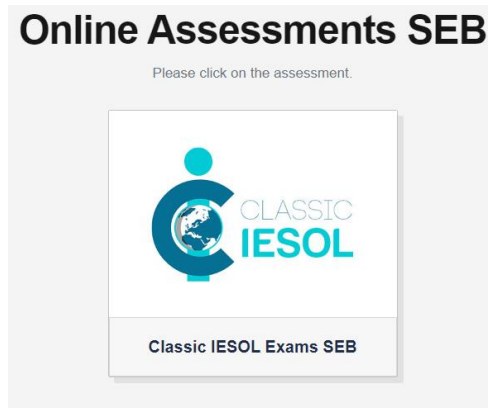 Online Assessments SEB
Please click on the assessment.
CLASSIC
IESOL
Classic IESOL Exams SEB